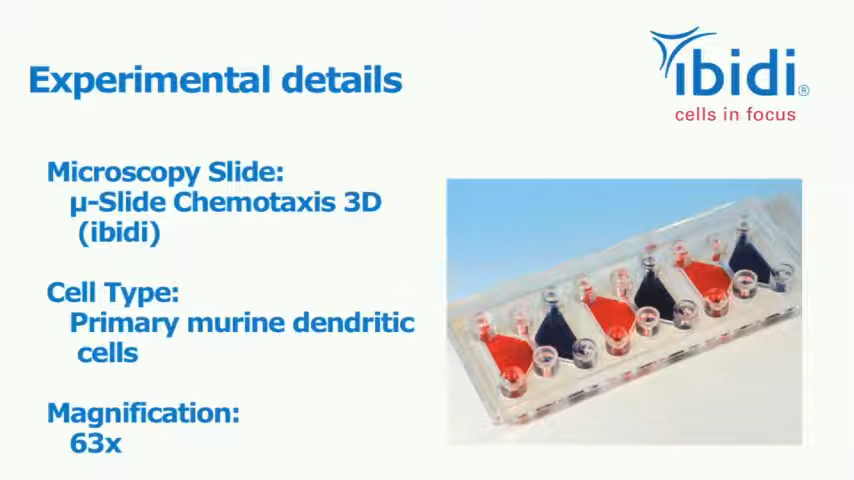 Experimental details
ibidi®
cells in focus
Microscopy Slide:
µ-Slide Chemotaxis 3D
(ibidi)
Cell Type:
Primary murine dendritic
cells
Magnification:
63x